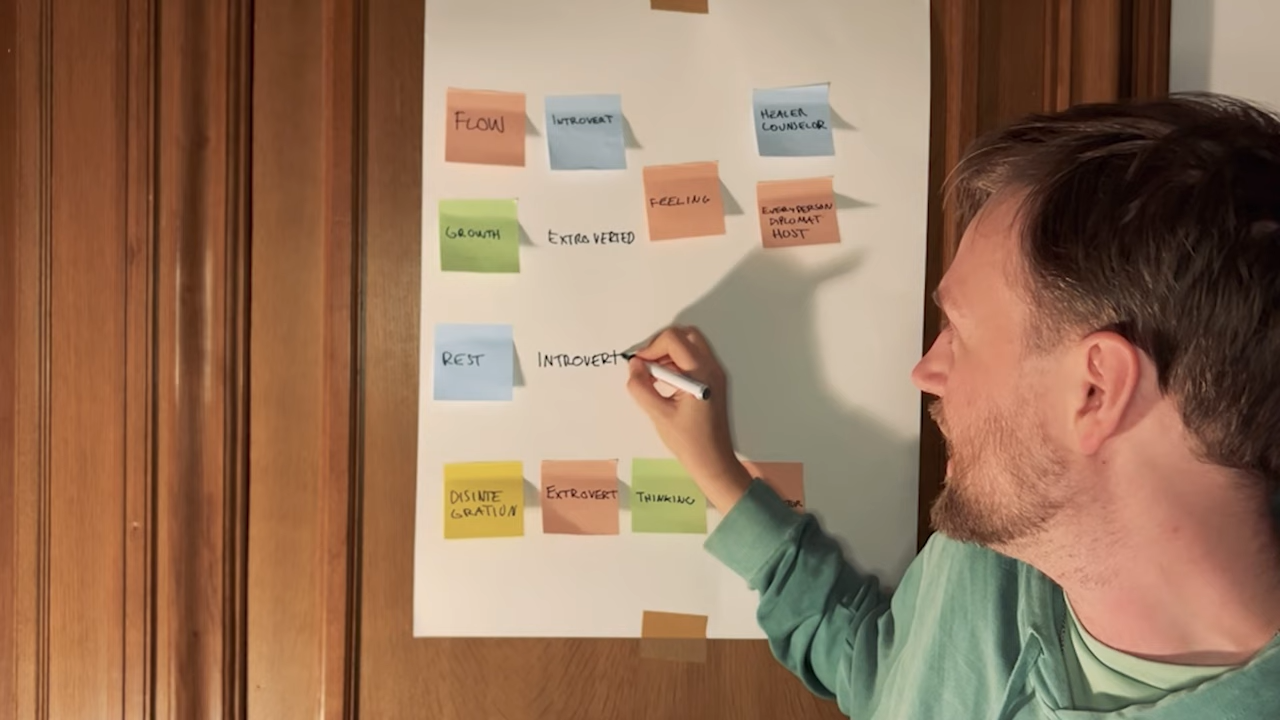 FLOW
INTROVERT
HEALER
COUNSELOR
FEELING
EVERYPERSON
DIPLOMAT
HOST
GROWTH
EXTROVERTED
REST
INTROVERT
DISINTE
GRATION
EXTROVERT
THINKING